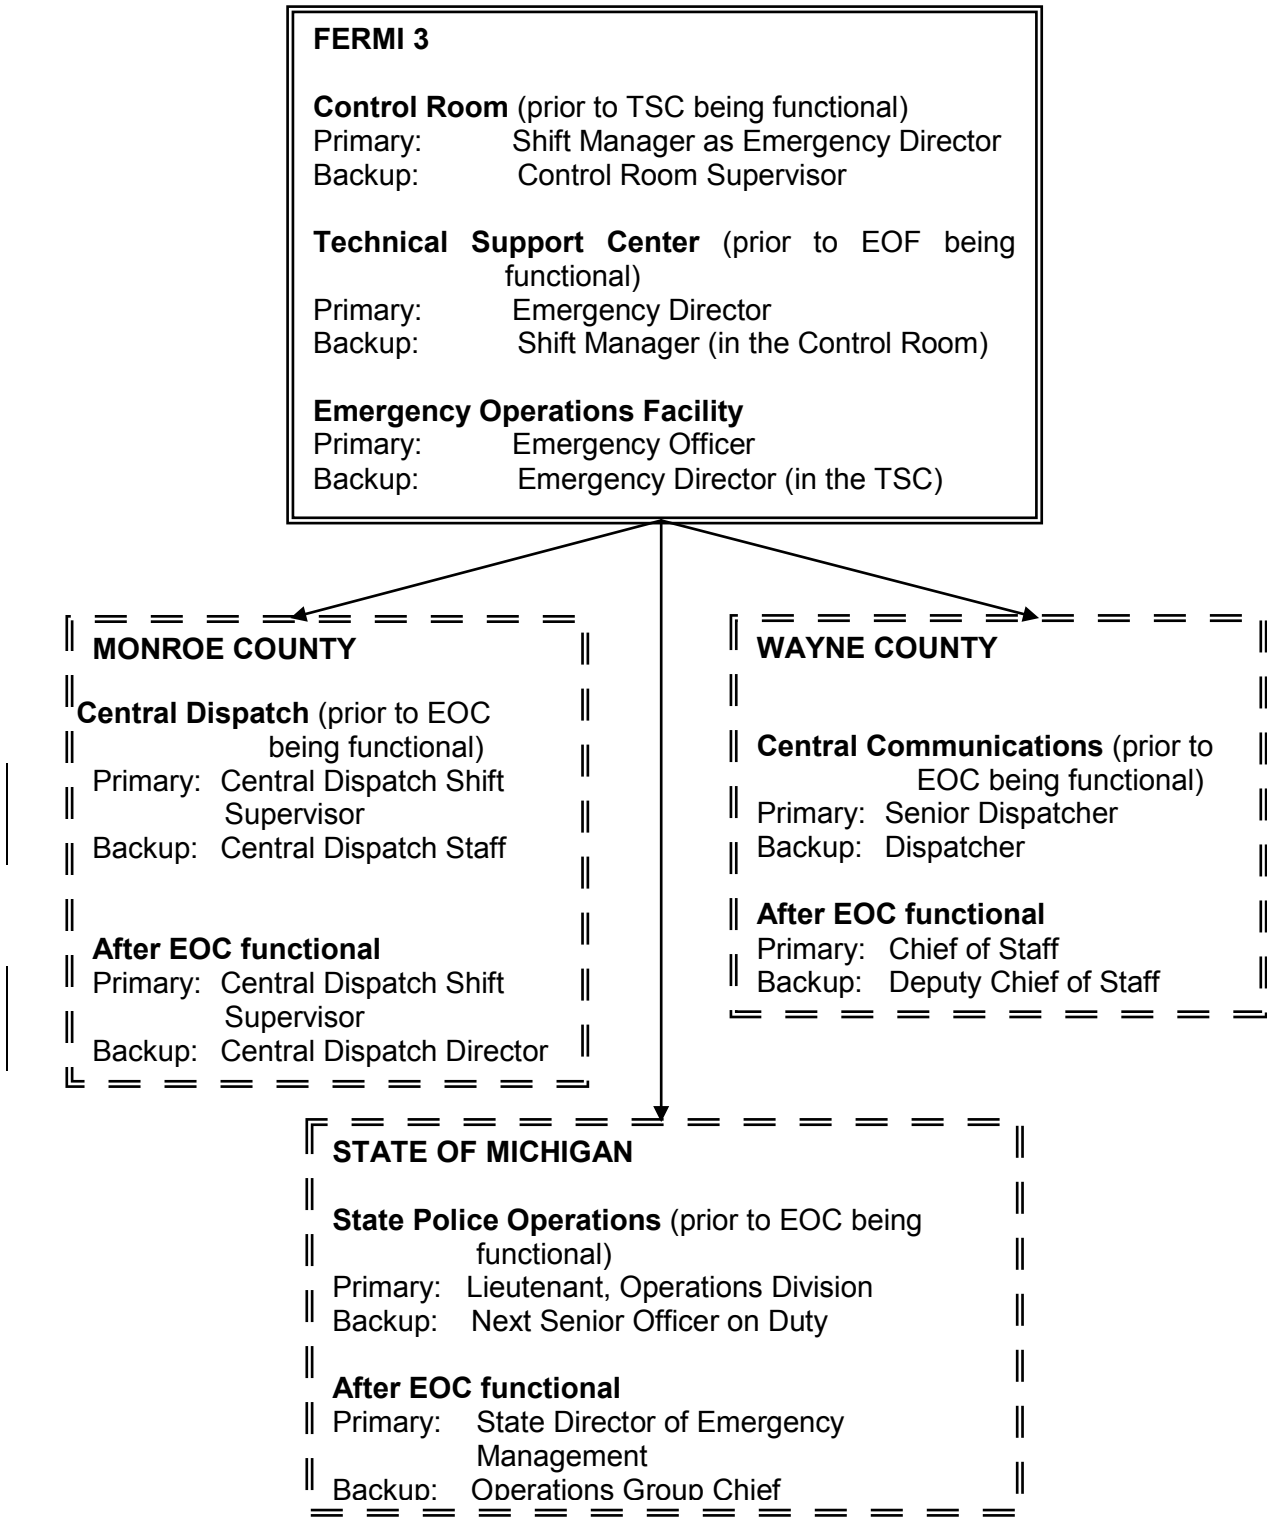 FERMI 3
Control Room (prior to TSC being functional)
Primary: Shift Manager as Emergency Director
Backup: Control Room Supervisor
Technical Support Center (prior to EOF being
functional)
Primary: Emergency Director
Backup: Shift Manager (in the Control Room)
Emergency Operations Facility
Primary: Emergency Officer
Backup: Emergency Director (in the TSC)
MONROE COUNTY
Central Dispatch (prior to EOC
being functional)
Primary: Central Dispatch Shift
Supervisor
Backup: Central Dispatch Staff
After EOC functional
Primary: Central Dispatch Shift
Supervisor
Backup: Central Dispatch Director
WAYNE COUNTY
Central Communications (prior to
EOC being functional)
Primary: Senior Dispatcher
Backup: Dispatcher
After EOC functional
Primary: Chief of Staff
Backup: Deputy Chief of Staff
STATE OF MICHIGAN
State Police Operations (prior to EOC being
functional)
Primary: Lieutenant, Operations Division
Backup: Next Senior Officer on Duty
After EOC functional
Primary: State Director of Emergency
Management
Backup: Operations Group Chief